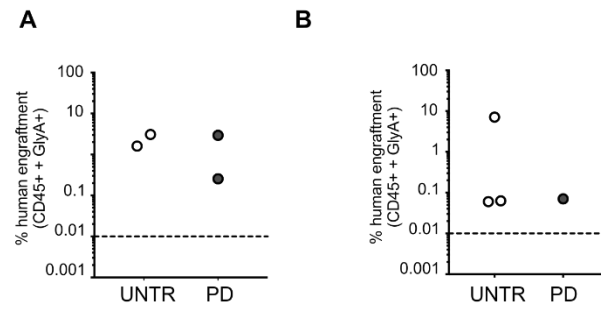 A
B
% human engraftment
(CD45+ + GlyA+)
100
10
0.1
0.01
0.001
UNTR PD
% human engraftment
(CD45+ + GlyA+)
100
10
1
0.1
0.01
0.001
UNTR PD